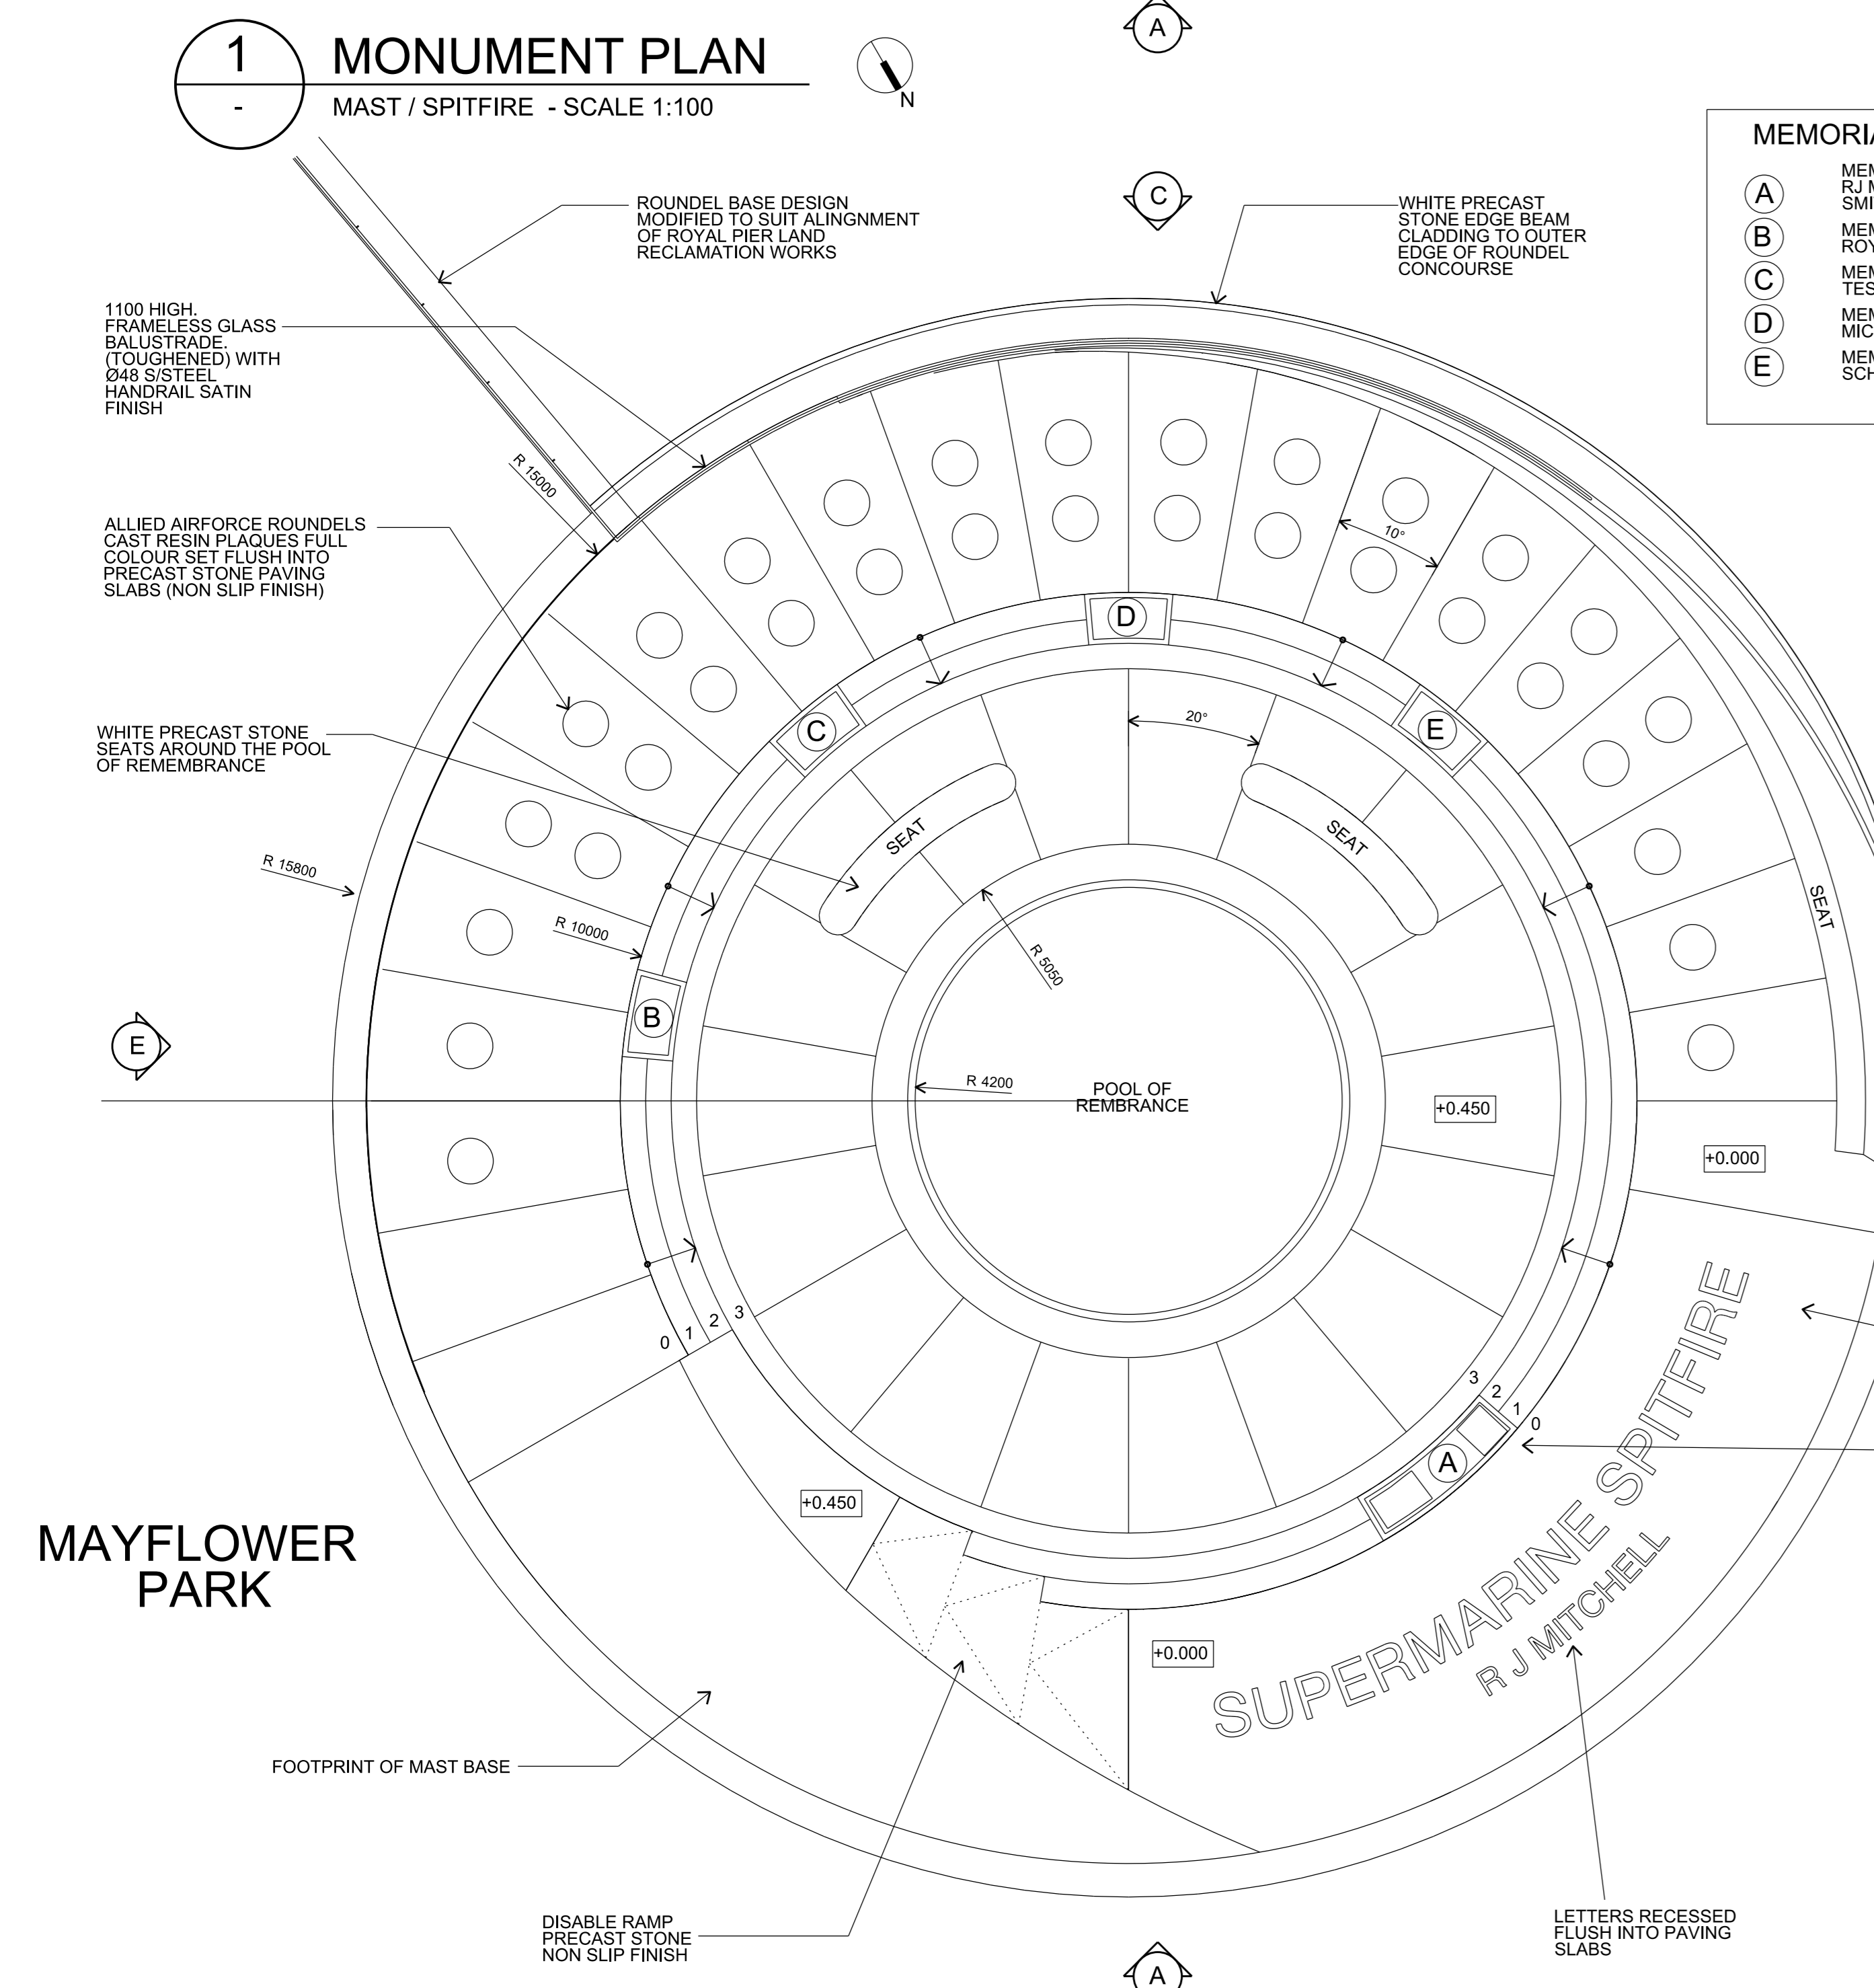 1
-
MONUMENT PLAN
MAST / SPITFIRE - SCALE 1:100
N
A
C
ROUNDEL BASE DESIGN
MODIFIED TO SUIT ALINGNMENT
OF ROYAL PIER LAND
RECLAMATION WORKS
WHITE PRECAST
STONE EDGE BEAM
CLADDING TO OUTER
EDGE OF ROUNDEL
CONCOURSE
A
B
C
D
E
1100 HIGH.
FRAMELESS GLASS
BALUSTRADE.
(TOUGHENED) WITH
Ø48 S/STEEL
HANDRAIL SATIN
FINISH
R 15000
ALLIED AIRFORCE ROUNDELS
CAST RESIN PLAQUES FULL
COLOUR SET FLUSH INTO
PRECAST STONE PAVING
SLABS (NON SLIP FINISH)
10°
D
C
E
20°
WHITE PRECAST STONE
SEATS AROUND THE POOL
OF REMEMBRANCE
SEAT
SEAT
SEAT
R 15800
R 10000
R 5050
B
E
R 4200
POOL OF
REMBRANCE
+0.450
+0.000
0 1 2 3
3 2 1 0
A
+0.450
+0.000
SUPERMARINE SPITFIRE
R J MITCHELL
MAYFLOWER
PARK
FOOTPRINT OF MAST BASE
DISABLE RAMP
PRECAST STONE
NON SLIP FINISH
LETTERS RECESSED
FLUSH INTO PAVING
SLABS
A